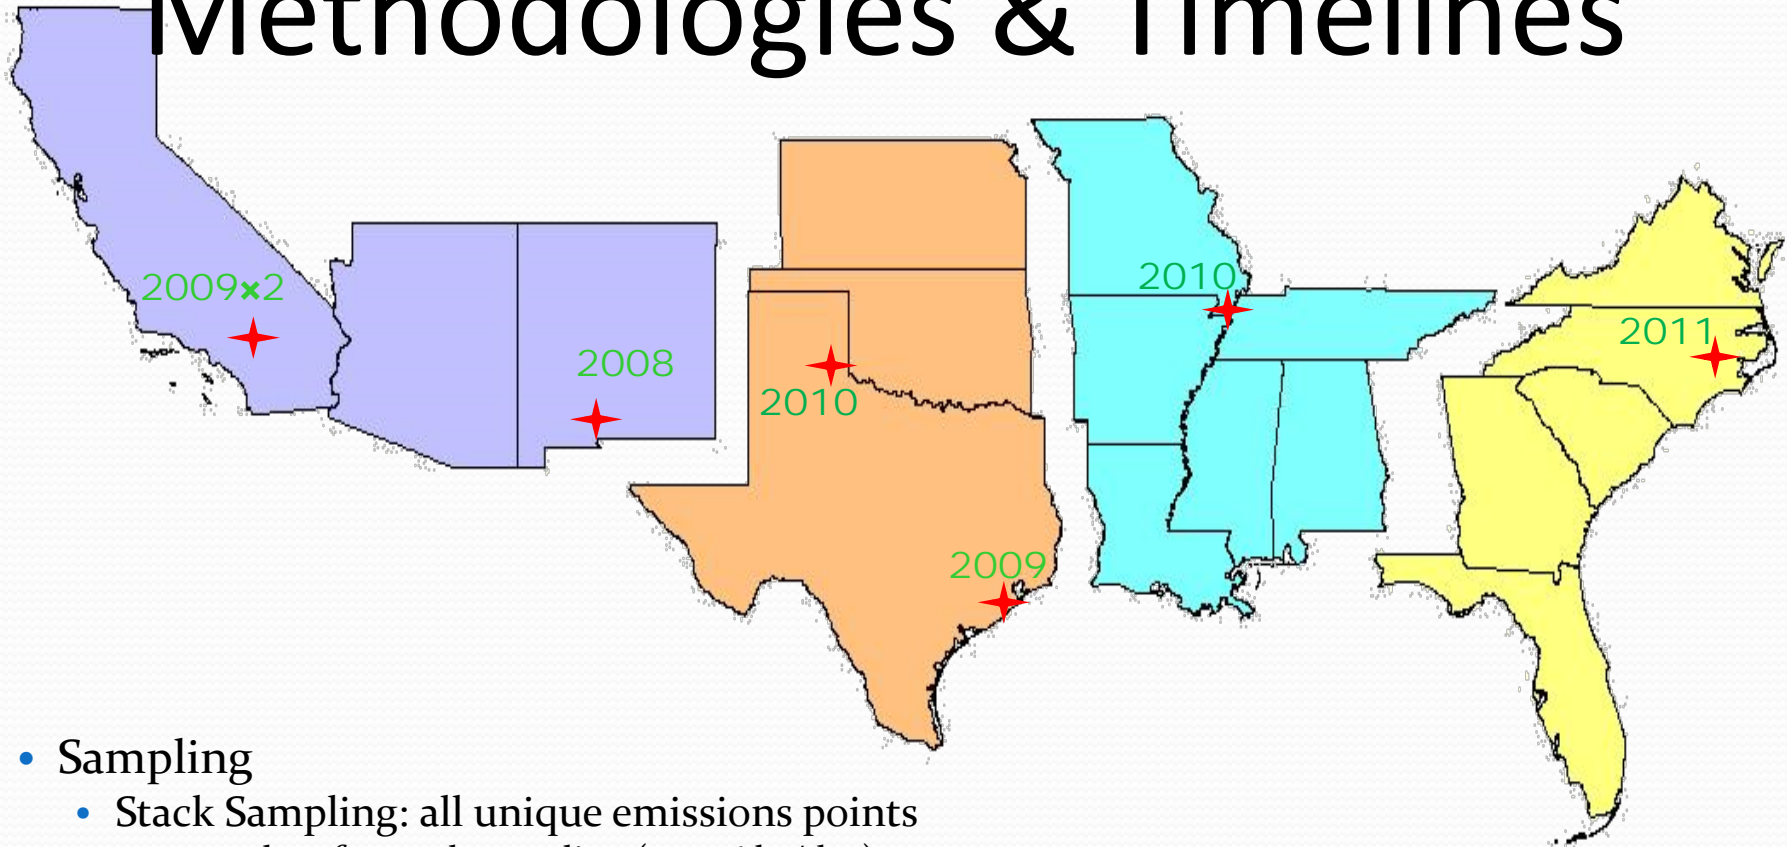 Methodologies & Timelines
2009×2
2008
2010
2009
2010
2011
• Sampling
• Stack Sampling: all unique emissions points